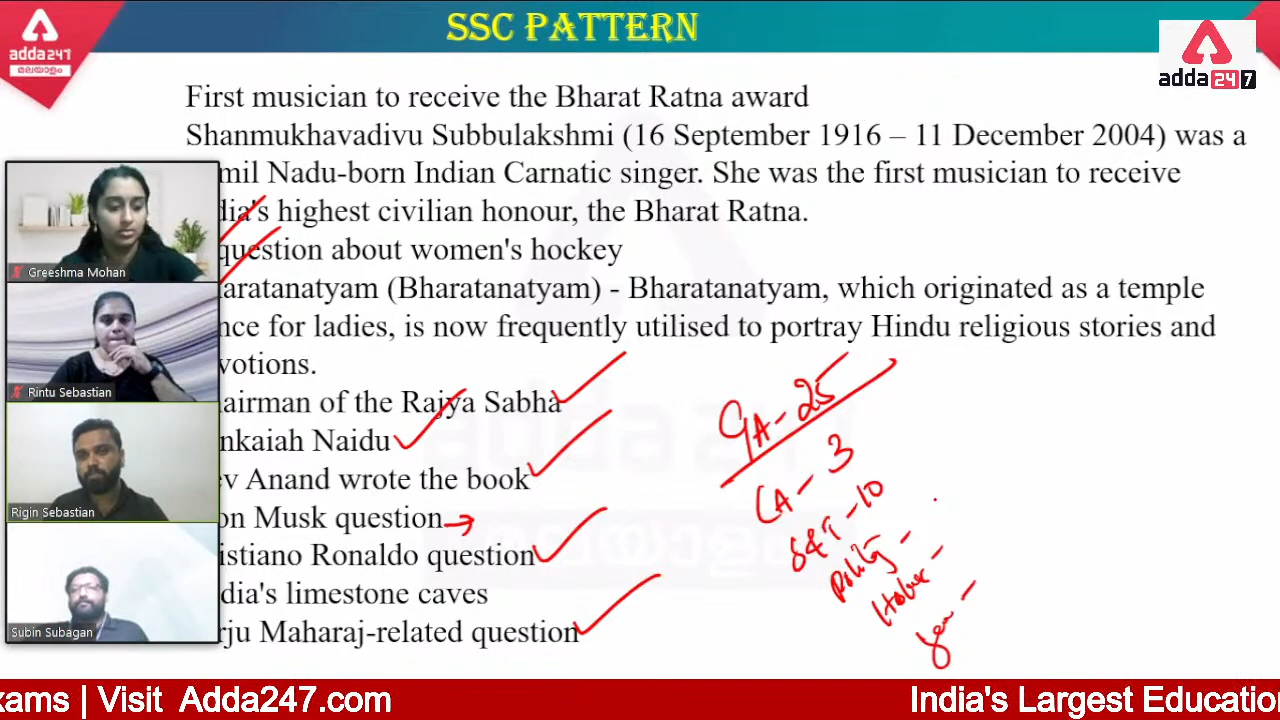 SSC PATTERN
adda247
മലയാളം
adda247
First musician to receive the Bharat Ratna award
Shanmukhavadivu Subbulakshmi (16 September 1916 – 11 December 2004) was a
mil Nadu-born Indian Carnatic singer. She was the first musician to receive
dia's highest civilian honour, the Bharat Ratna.
question about women's hockey
aratanatyam (Bharatanatyam) - Bharatanatyam, which originated as a temple
nce for ladies, is now frequently utilised to portray Hindu religious stories and
votions.
airman of the Rajya Sabha
nkaiah Naidu
ev Anand wrote the book
on Musk question
istiano Ronaldo question
dia's limestone caves
rju Maharaj-related question
GA - 25
CA - 3
S&T - 10
Polity -
Greeshma Mohan
Rintu Sebastian
Rigin Sebastian
Subin Subagan
xams | Visit Adda247.com
India's Largest Education